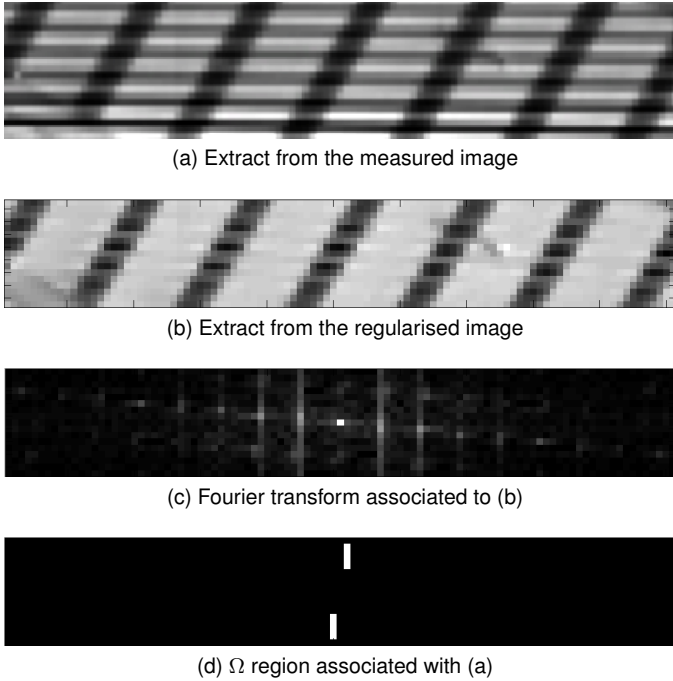 (a) Extract from the measured image
(b) Extract from the regularised image
(c) Fourier transform associated to (b)
(d) Ω region associated with (a)